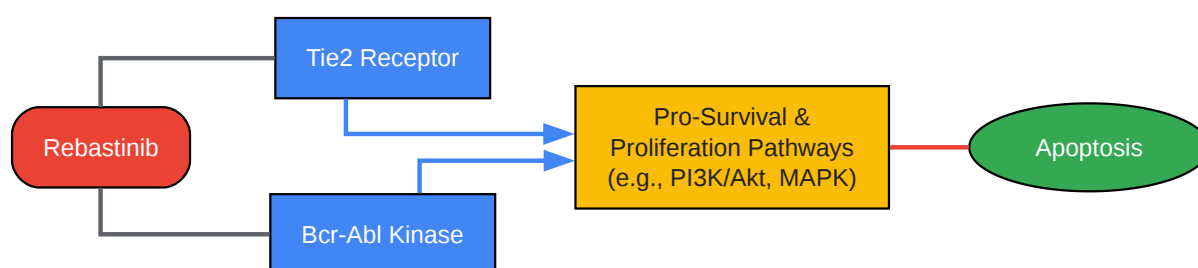 Tie2 Receptor
Rebastinib
Bcr-Abl Kinase
Pro-Survival &
Proliferation Pathways
(e.g., PI3K/Akt, MAPK)
Apoptosis